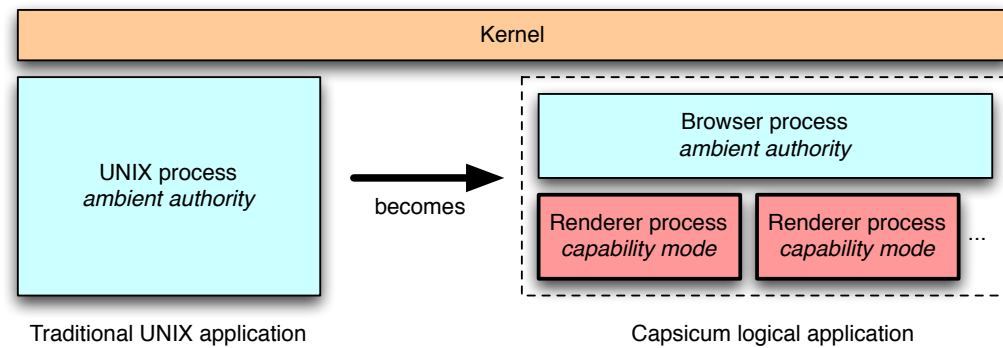 Kernel
UNIX process
ambient authority
becomes
Browser process
ambient authority
Renderer process
capability mode
Renderer process
capability mode
...
Traditional UNIX application
Capsicum logical application